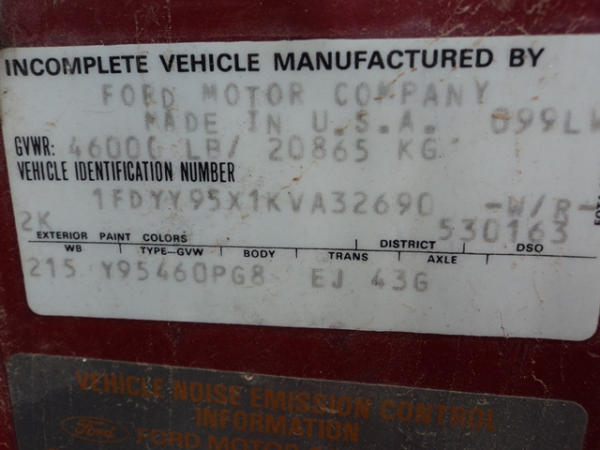 INCOMPLETE VEHICLE MANUFACTURED BY
FORD MOTOR COMPANY
MADE IN U.S.A.
GVWR: 46000 LB/ 20865 KG
VEHICLE IDENTIFICATION NUMBER
1FDYY95X1KVA32690 -W/R-
2K 530163
EXTERIOR PAINT COLORS DISTRICT DSO
WB TYPE-GVW BODY TRANS AXLE
215 Y95460PG8 EJ 43G
VEHICLE NOISE EMISSION CONTROL
INFORMATION
Ford FORD MOTOR